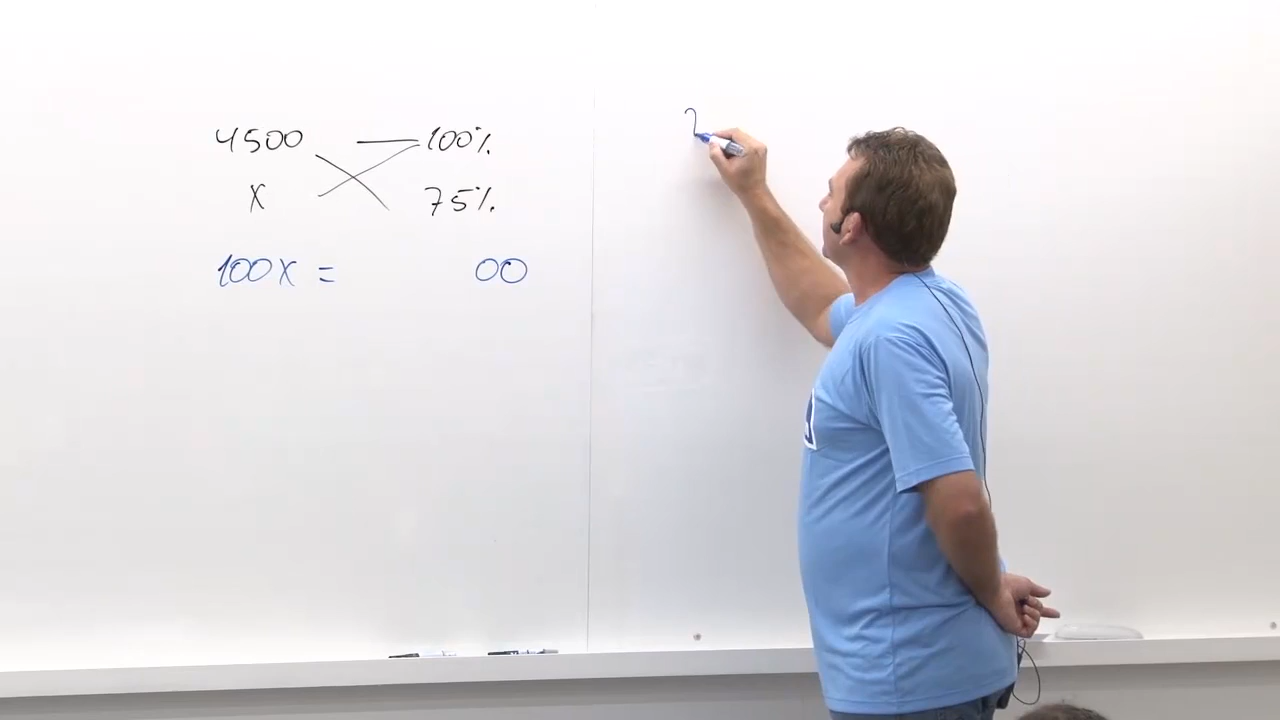 4500 — 100%
x 75%
100x = 00